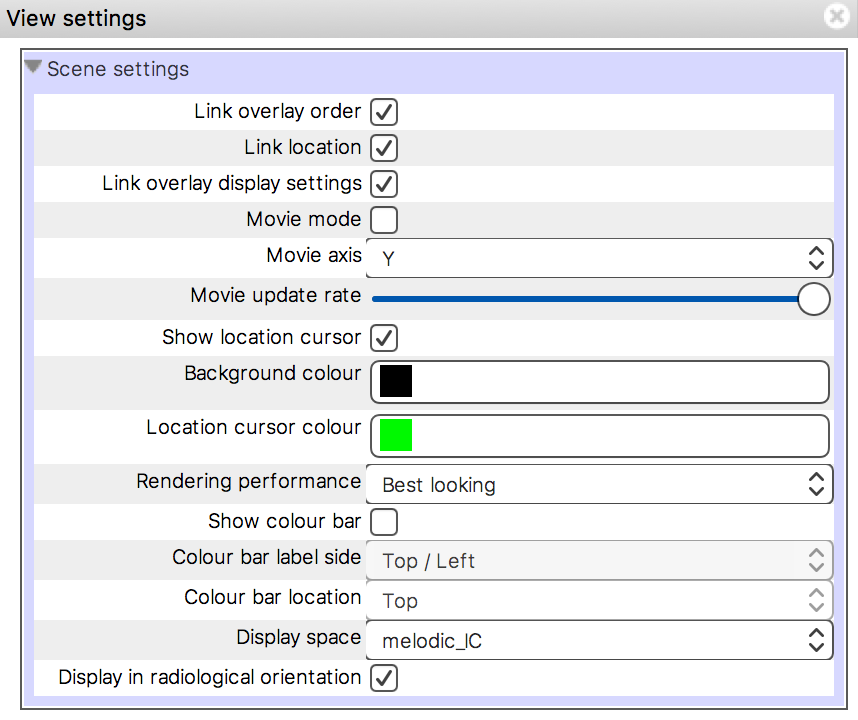 View settings
Scene settings
Link overlay order
Link location
Link overlay display settings
Movie mode
Movie axis Y
Movie update rate
Show location cursor
Background colour
Location cursor colour
Rendering performance Best looking
Show colour bar
Colour bar label side Top / Left
Colour bar location Top
Display space melodic_IC
Display in radiological orientation